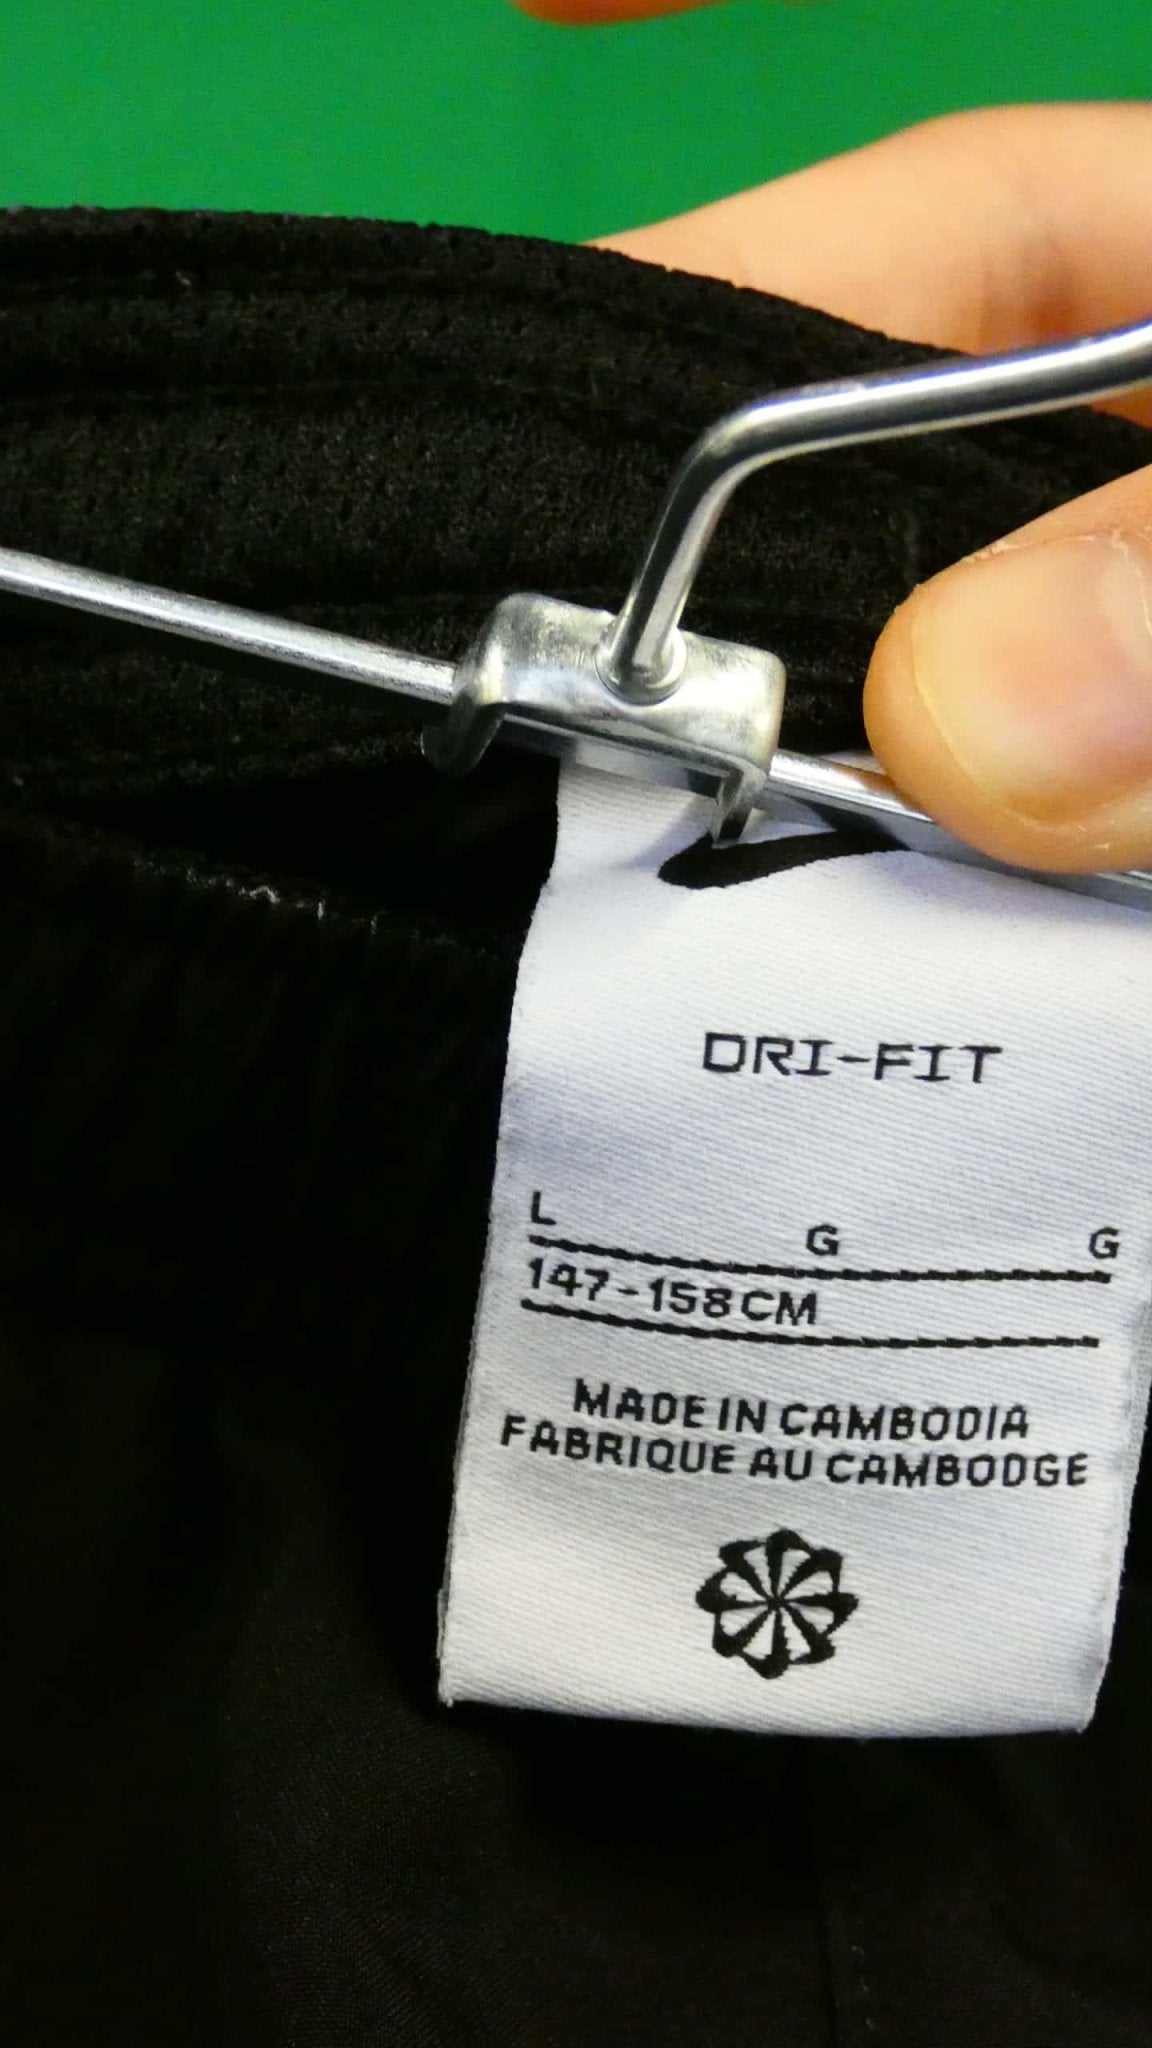 DRI-FIT
L G G
147-158CM
MADE IN CAMBODIA
FABRIQUE AU CAMBODGE